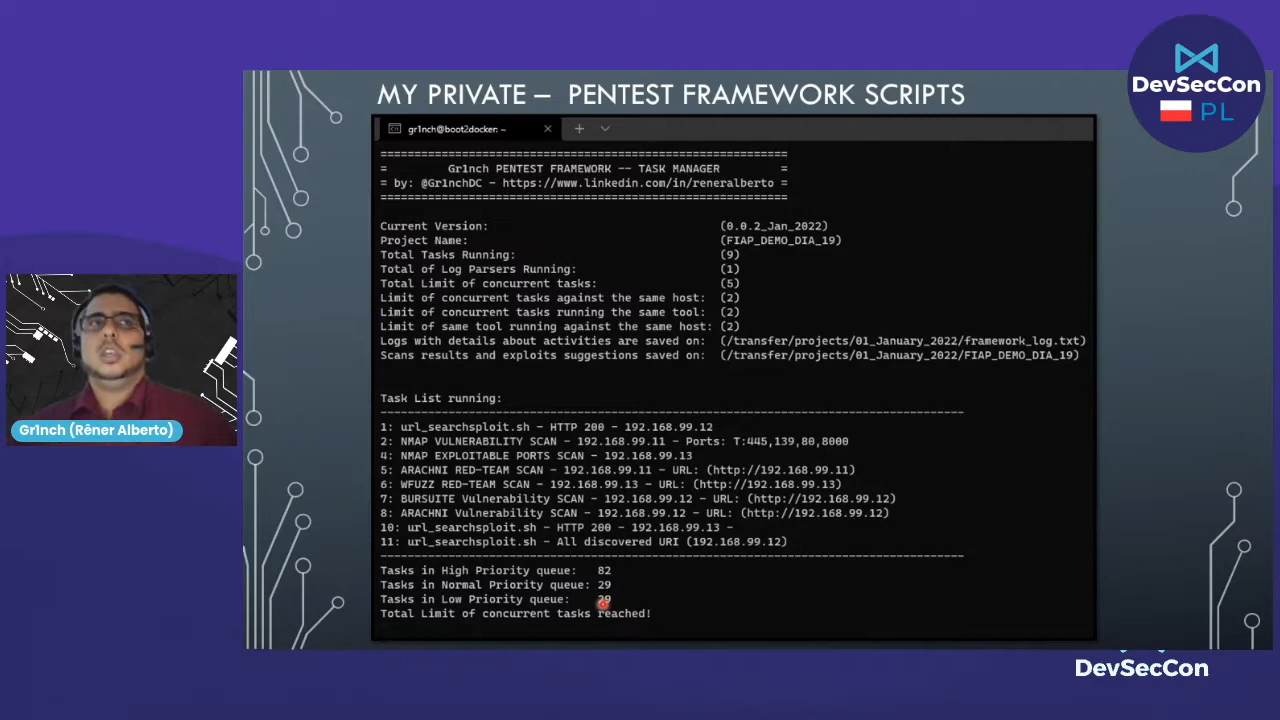 DevSecCon
PL
MY PRIVATE – PENTEST FRAMEWORK SCRIPTS
gr1nch@boot2docker: ~
============================================================
= Gr1nch PENTEST FRAMEWORK -- TASK MANAGER =
= by: @Gr1nchDC - https://www.linkedin.com/in/reneralberto =
============================================================
Current Version: (0.0.2_Jan_2022)
Project Name: (FIAP_DEMO_DIA_19)
Total Tasks Running: (9)
Total of Log Parsers Running: (1)
Total Limit of concurrent tasks: (5)
Limit of concurrent tasks against the same host: (2)
Limit of concurrent tasks running the same tool: (2)
Limit of same tool running against the same host: (2)
Logs with details about activities are saved on: (/transfer/projects/01_January_2022/framework_log.txt)
Scans results and exploits suggestions saved on: (/transfer/projects/01_January_2022/FIAP_DEMO_DIA_19)
Task List running:
--------------------------------------------------------------------------------------
1: url_searchsploit.sh - HTTP 200 - 192.168.99.12
2: NMAP VULNERABILITY SCAN - 192.168.99.11 - Ports: T:445,139,80,8000
4: NMAP EXPLOITABLE PORTS SCAN - 192.168.99.13
5: ARACHNI RED-TEAM SCAN - 192.168.99.11 - URL: (http://192.168.99.11)
6: WFUZZ RED-TEAM SCAN - 192.168.99.13 - URL: (http://192.168.99.13)
7: BURSUITE Vulnerability SCAN - 192.168.99.12 - URL: (http://192.168.99.12)
8: ARACHNI Vulnerability SCAN - 192.168.99.12 - URL: (http://192.168.99.12)
10: url_searchsploit.sh - HTTP 200 - 192.168.99.13 -
11: url_searchsploit.sh - All discovered URI (192.168.99.12)
--------------------------------------------------------------------------------------
Tasks in High Priority queue: 82
Tasks in Normal Priority queue: 29
Tasks in Low Priority queue:
Total Limit of concurrent tasks reached!
Gr1nch (Rêner Alberto)
DevSecCon